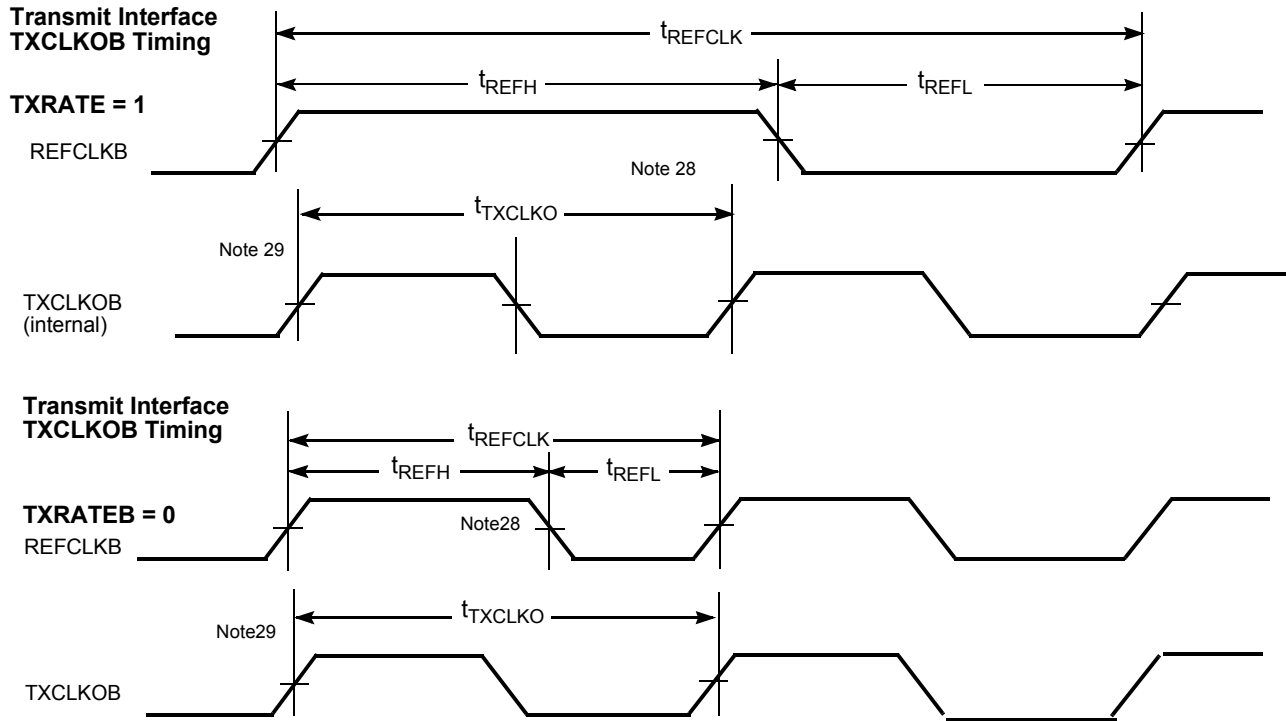 Transmit Interface
TXCLKOB Timing
tREFCLK
tREFH
tREFL
TXRATE = 1
REFCLKB
Note 28
tTXCLKO
Note 29
TXCLKOB
(internal)
Transmit Interface
TXCLKOB Timing
tREFCLK
tREFH
tREFL
TXRATEB = 0
Note28
REFCLKB
tTXCLKO
Note29
TXCLKOB